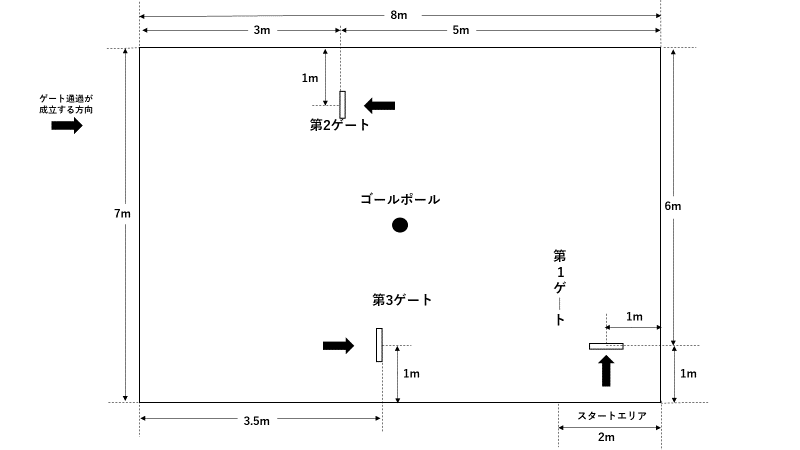 8m
3m
5m
1m
ゲート通過が
成立する方向
第2ゲート
ゴールポール
7m
6m
第1ゲート
第3ゲート
1m
1m
1m
3.5m
スタートエリア
2m